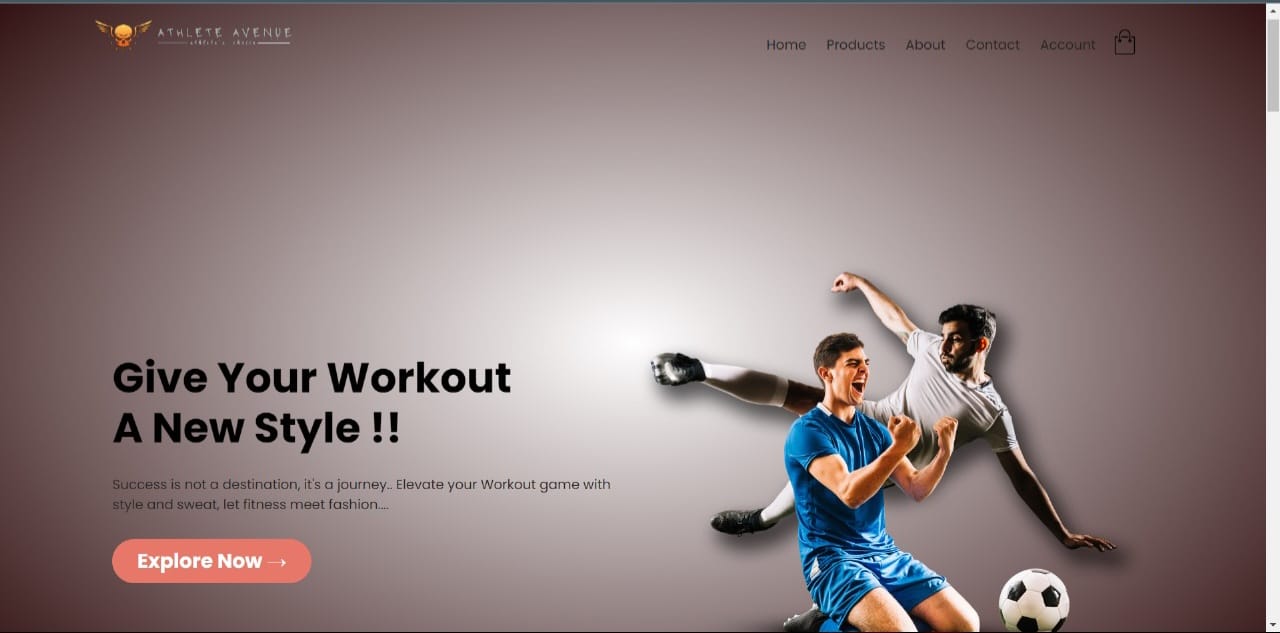 ATHLETE AVENUE
Home Products About Contact Account
Give Your Workout
A New Style !!
Success is not a destination, it's a journey.. Elevate your Workout game with
style and sweat, let fitness meet fashion....
Explore Now →